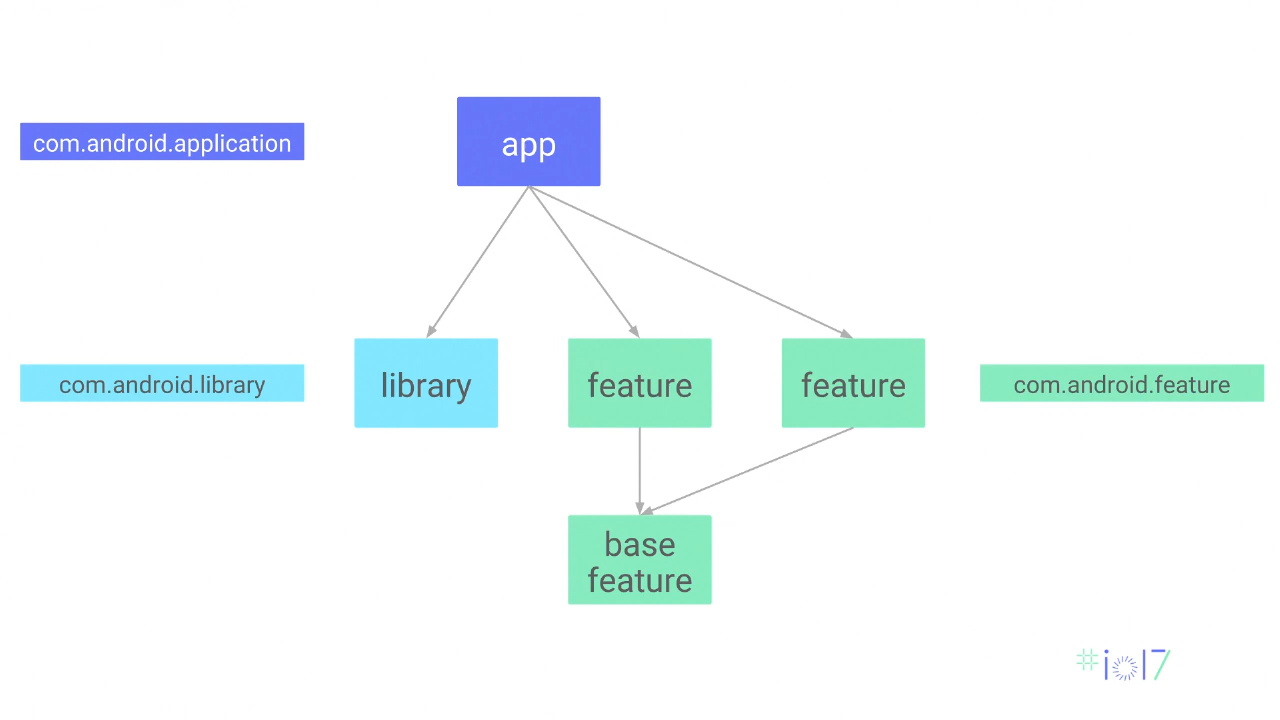 com.android.application
app
com.android.library
library
feature
feature
com.android.feature
base
feature
#io17